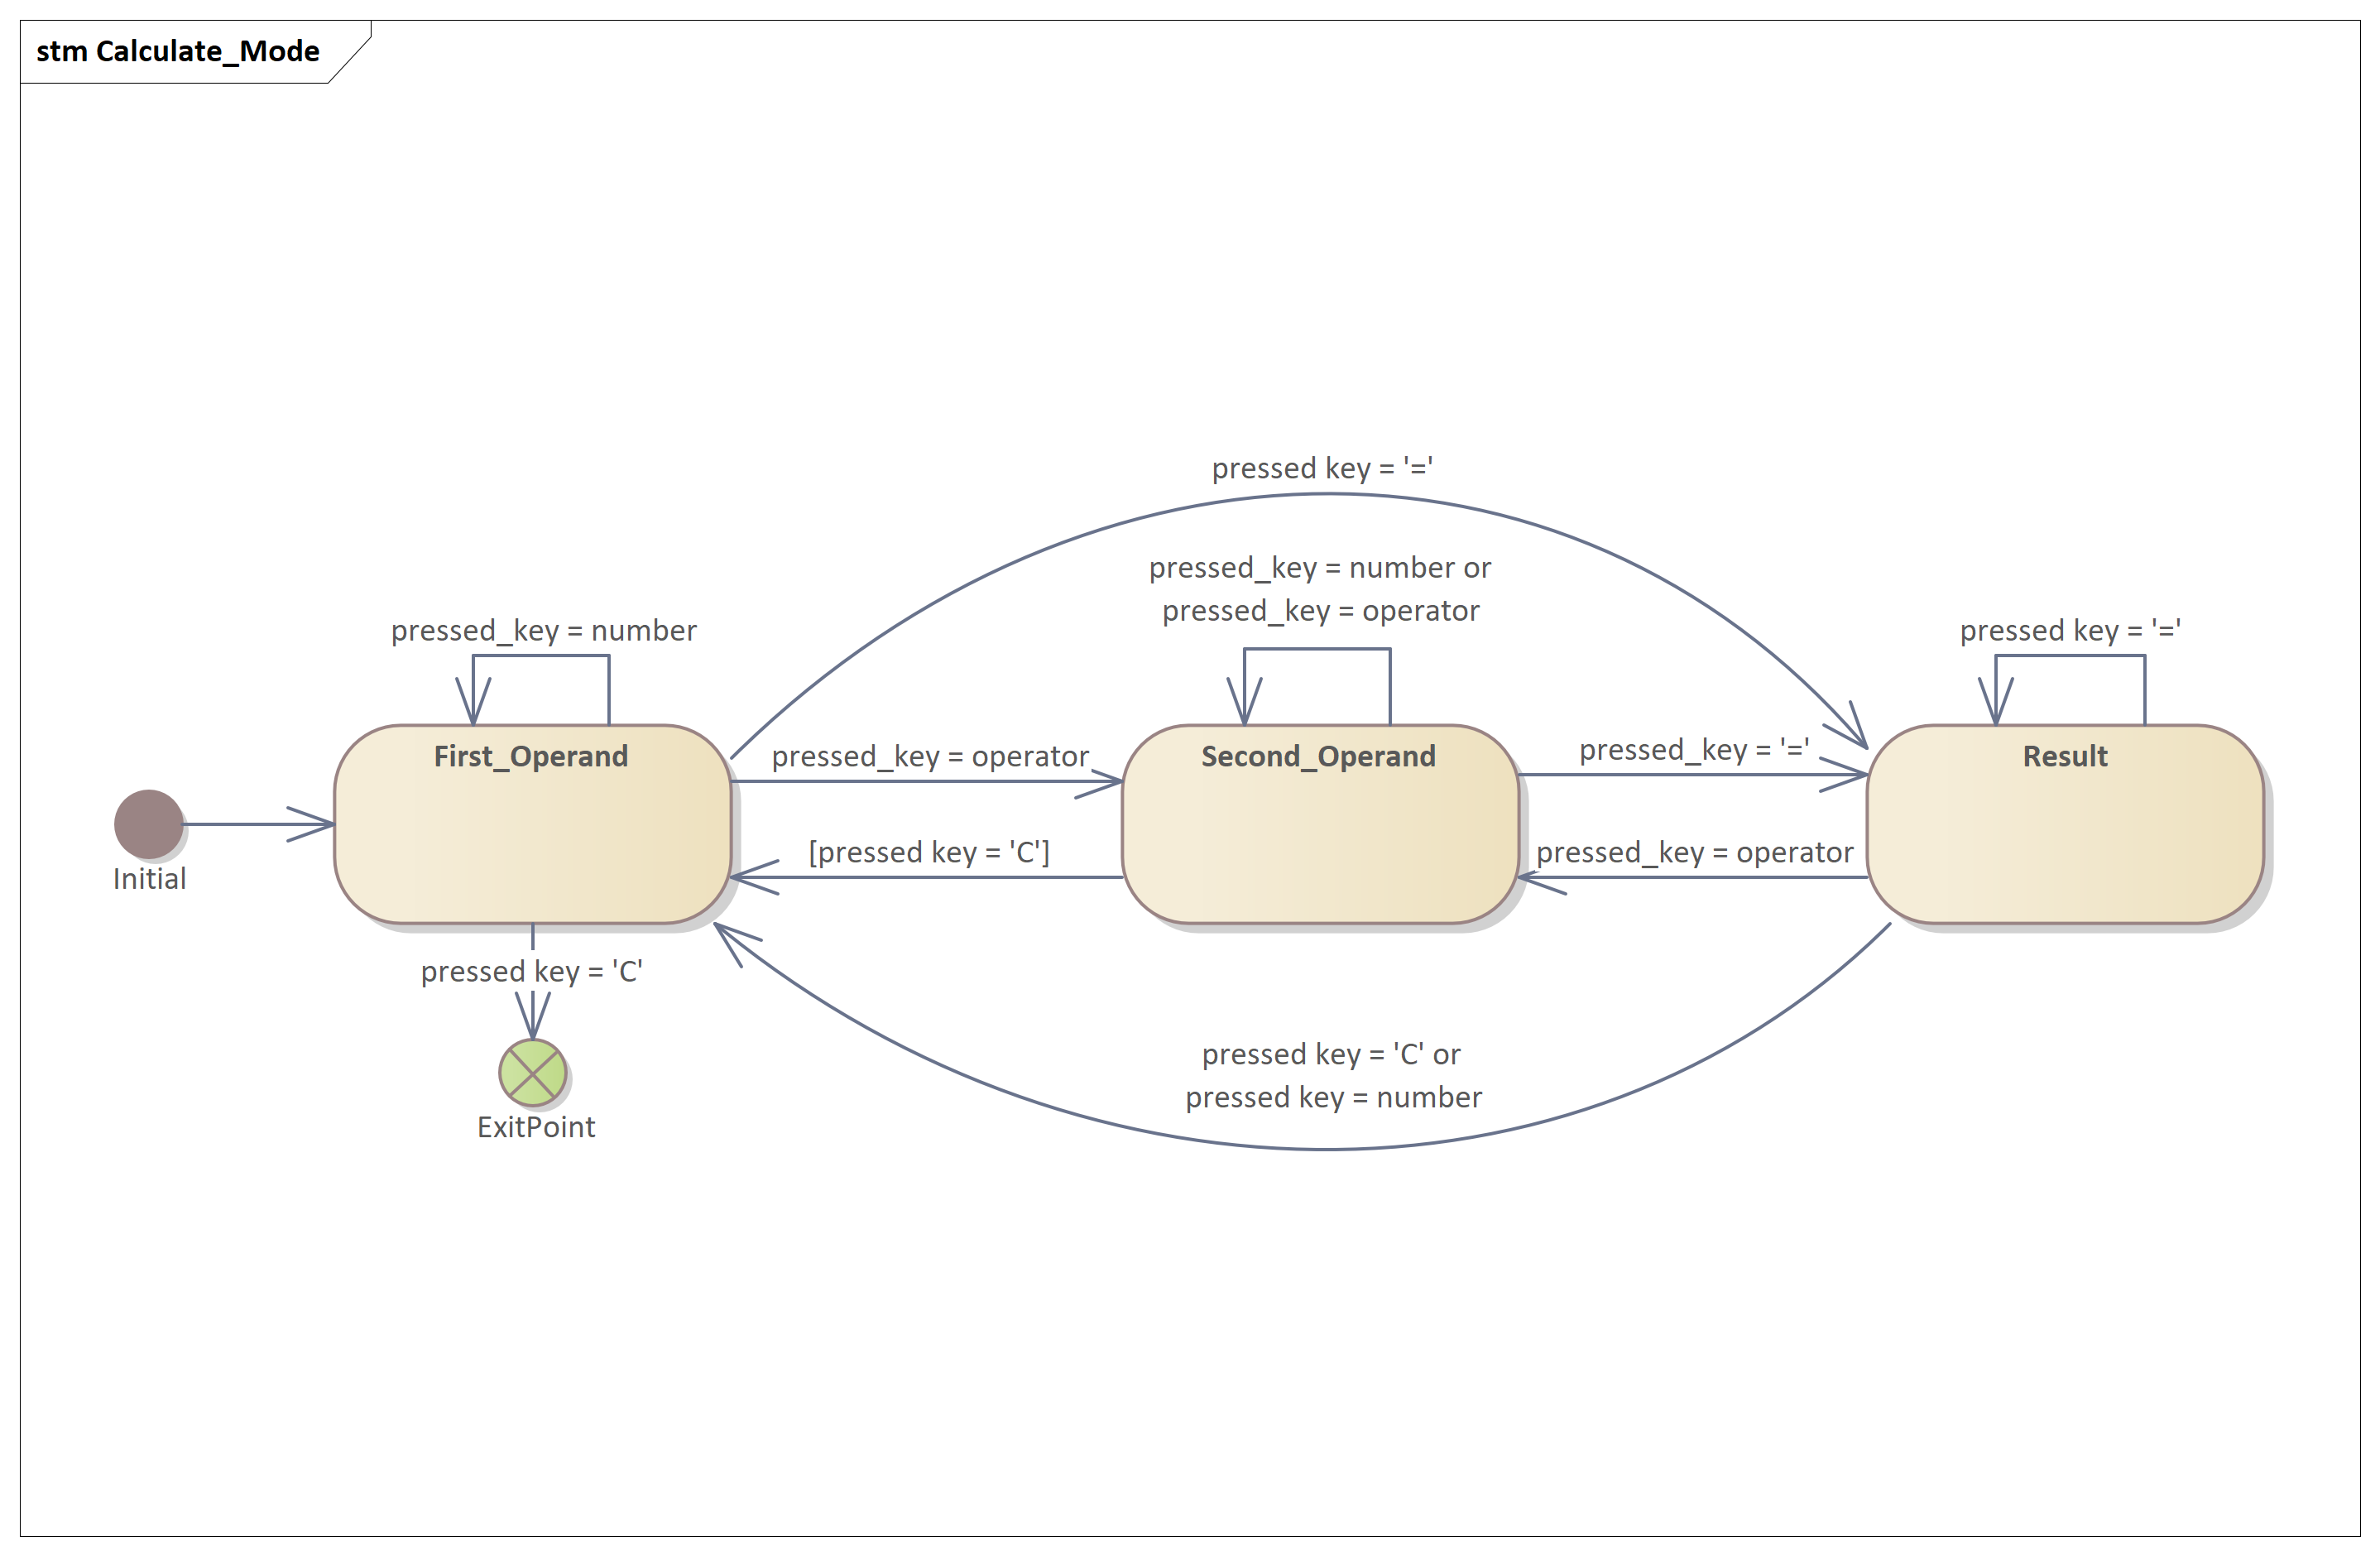 stm Calculate_Mode
pressed key = '='
pressed_key = number or
pressed_key = operator
pressed_key = number
pressed key = '='
First_Operand
pressed_key = operator
Second_Operand
pressed_key = '='
Result
[pressed key = 'C']
pressed_key = operator
Initial
pressed key = 'C'
pressed key = 'C' or
pressed key = number
ExitPoint